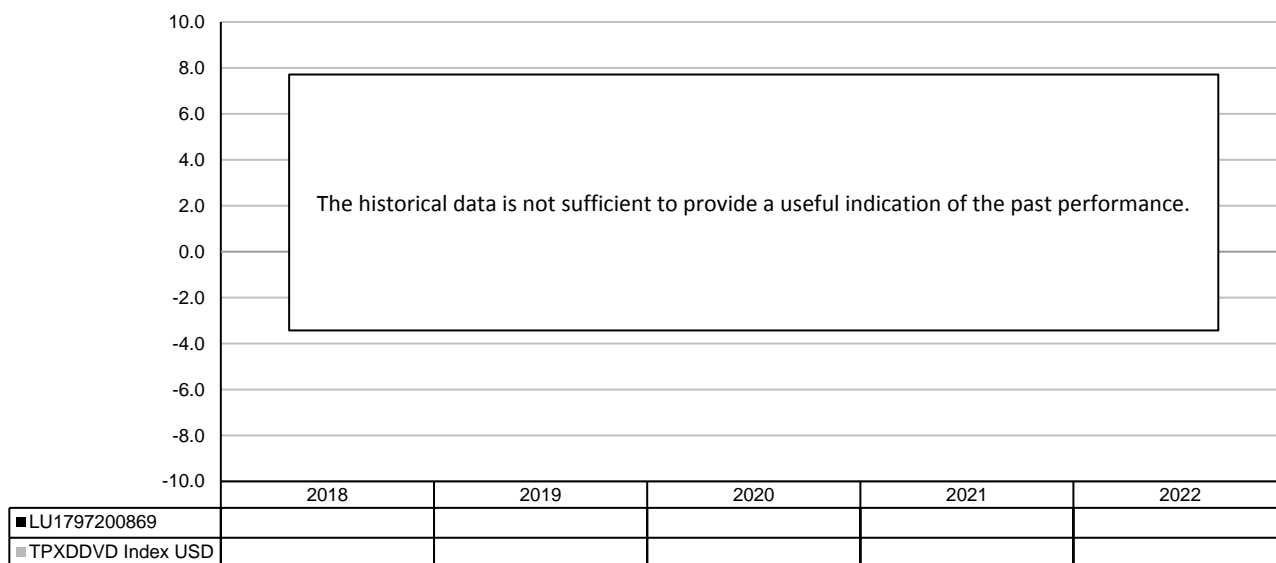 10.0
8.0
6.0
4.0
2.0
0.0
-2.0
-4.0
-6.0
-8.0
-10.0
The historical data is not sufficient to provide a useful indication of the past performance.
2018 2019 2020 2021 2022
LU1797200869
TPXDDVD Index USD